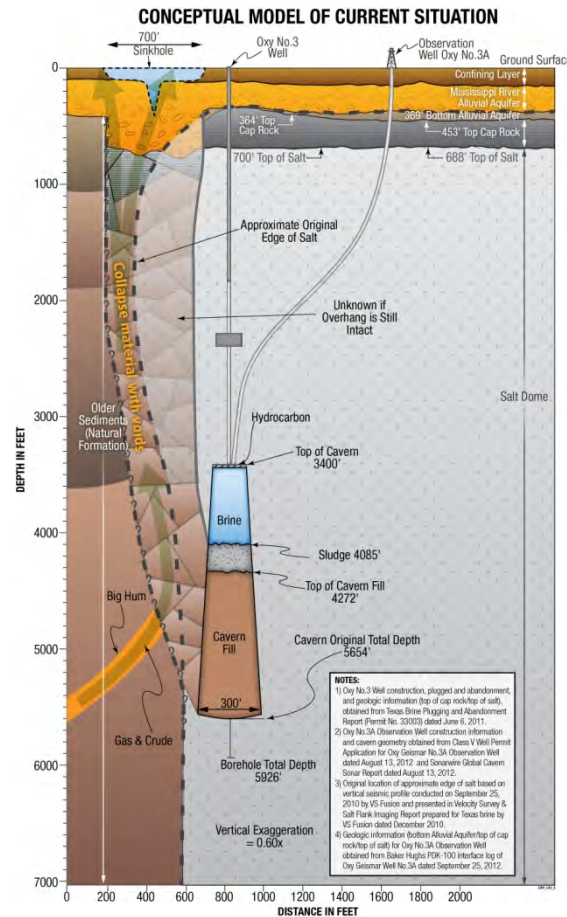 CONCEPTUAL MODEL OF CURRENT SITUATION
700'
Sinkhole
Oxy No.3
Well
Observation
Well Oxy No.3A
Ground Surface
0
Confining Layer
Mississippi River
Alluvial Aquifer
364' Top
Cap Rock
369' Bottom Alluvial Aquifer
453' Top Cap Rock
700' Top of Salt
688' Top of Salt
1000
Approximate Original
Edge of Salt
Collapse material with voids
2000
Unknown if
Overhang is Still
Intact
3000
Older
Sediments
(Natural
Formation)
Salt Dome
Hydrocarbon
Top of Cavern
3400'
DEPTH IN FEET
4000
Brine
Sludge 4085'
Top of Cavern Fill
4272'
Big Hum
5000
Cavern
Fill
Cavern Original Total Depth
5654'
300'
Gas & Crude
6000
Borehole Total Depth
5926'
Vertical Exaggeration
= 0.60x
7000
NOTES:
1) Oxy No.3 Well construction, plugged and abandonment,
and geologic information (top of cap rock/top of salt),
obtained from Texas Brine Plugging and Abandonment
Report (Permit No. 33003) dated June 6, 2011.
2) Oxy No.3A Observation Well construction information
and cavern geometry obtained from Class V Well Permit
Application for Oxy Geismar No.3A Observation Well
dated August 13, 2012 and Sonarwire Global Cavern
Sonar Report dated August 13, 2012.
3) Original location of approximate edge of salt based on
vertical seismic profile conducted on September 25,
2010 by VS Fusion and presented in Velocity Survey &
Salt Flank Imaging Report prepared for Texas brine by
VS Fusion dated December 2010.
4) Geologic information (bottom Alluvial Aquifer/top of cap
rock/top of salt) for Oxy No.3A Observation Well
obtained from Baker Hughs PDK-100 interface log of
Oxy Geismar Well No.3A dated September 25, 2012.
0 200 400 600 800 1000 1200 1400 1600 1800 2000
DISTANCE IN FEET